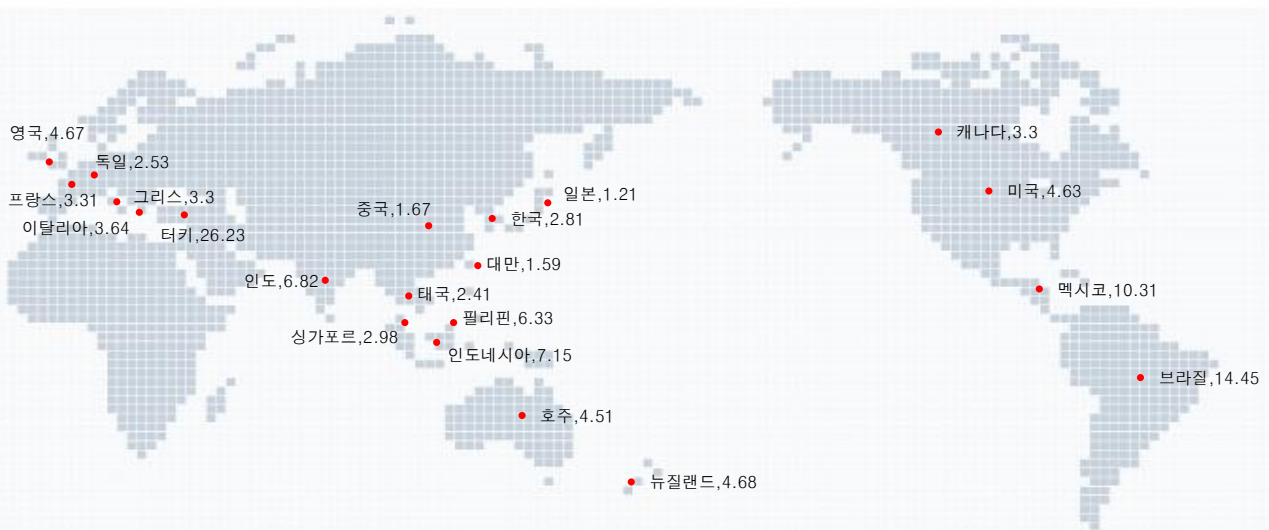 영국,4.67
독일,2.53
프랑스,3.31
그리스,3.3
이탈리아,3.64
터키,26.23
중국,1.67
일본,1.21
한국,2.81
대만,1.59
인도,6.82
태국,2.41
필리핀,6.33
싱가포르,2.98
인도네시아,7.15
호주,4.51
뉴질랜드,4.68
캐나다,3.3
미국,4.63
멕시코,10.31
브라질,14.45